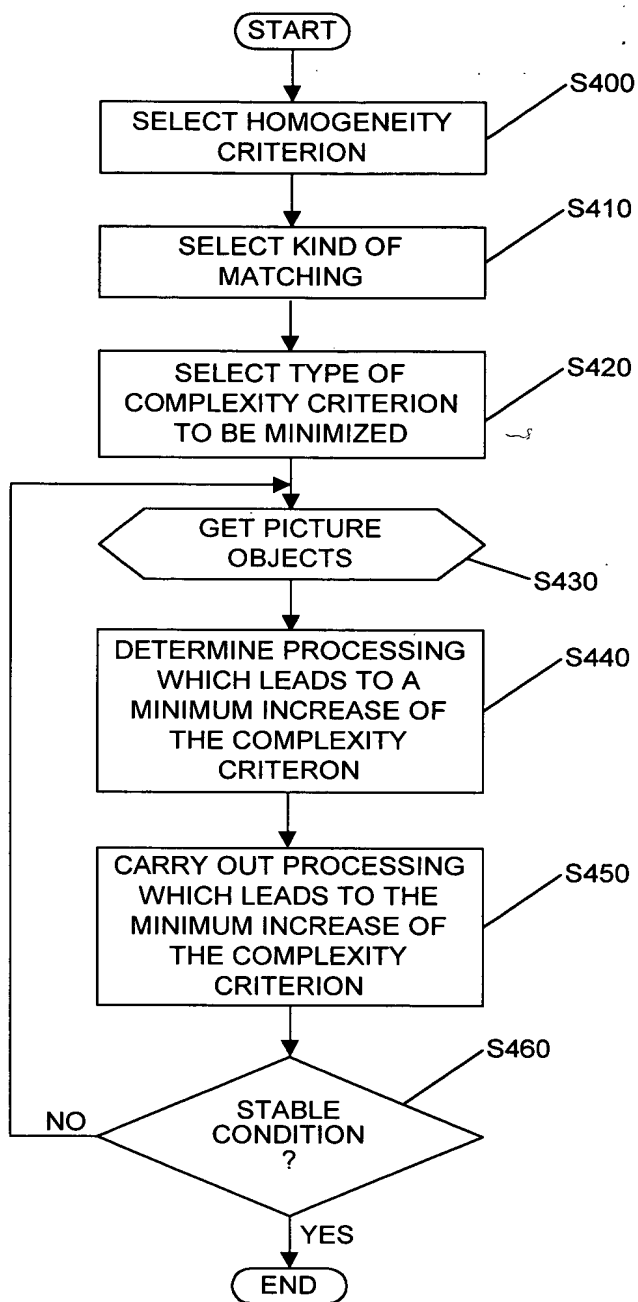 START
S400
SELECT HOMOGENEITY
CRITERION
S410
SELECT KIND OF
MATCHING
S420
SELECT TYPE OF
COMPLEXITY CRITERION
TO BE MINIMIZED
GET PICTURE
OBJECTS
S430
DETERMINE PROCESSING
WHICH LEADS TO A
MINIMUM INCREASE OF
THE COMPLEXITY
CRITERON
S440
CARRY OUT PROCESSING
WHICH LEADS TO THE
MINIMUM INCREASE OF
THE COMPLEXITY
CRITERION
S450
S460
STABLE
CONDITION
?
NO
YES
END